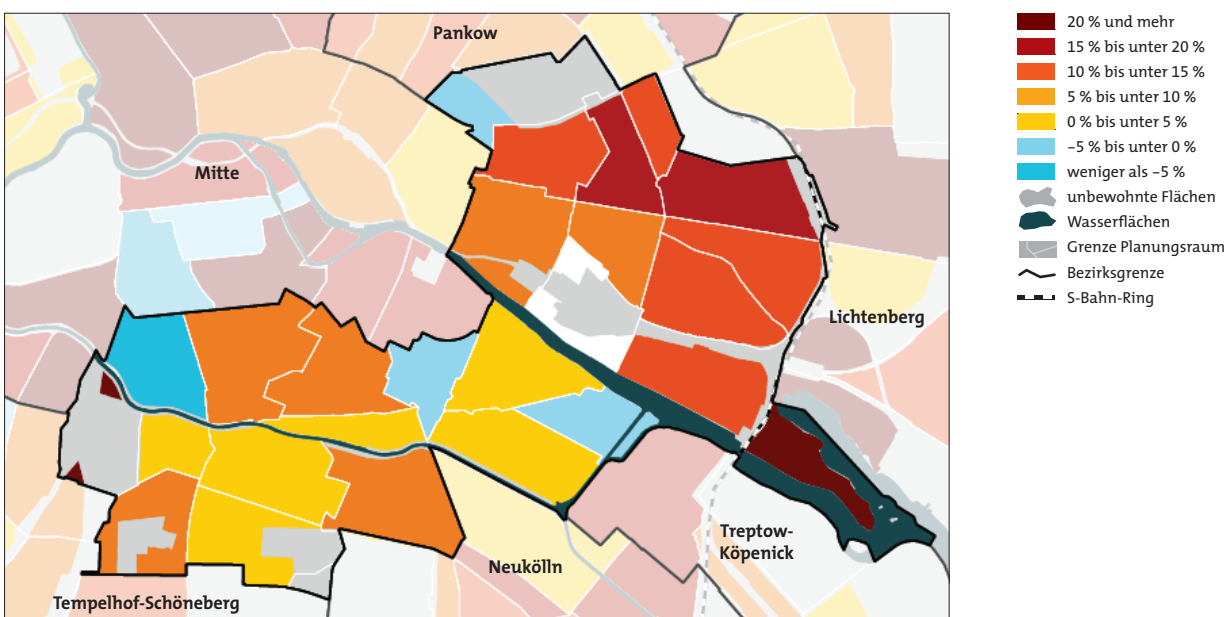 Pankow
Mitte
Lichtenberg
Treptow-
Köpenick
Neukölln
Tempelhof-Schöneberg
20 % und mehr
15 % bis unter 20 %
10 % bis unter 15 %
5 % bis unter 10 %
0 % bis unter 5 %
−5 % bis unter 0 %
weniger als −5 %
unbewohnte Flächen
Wasserflächen
Grenze Planungsraum
Bezirksgrenze
S-Bahn-Ring